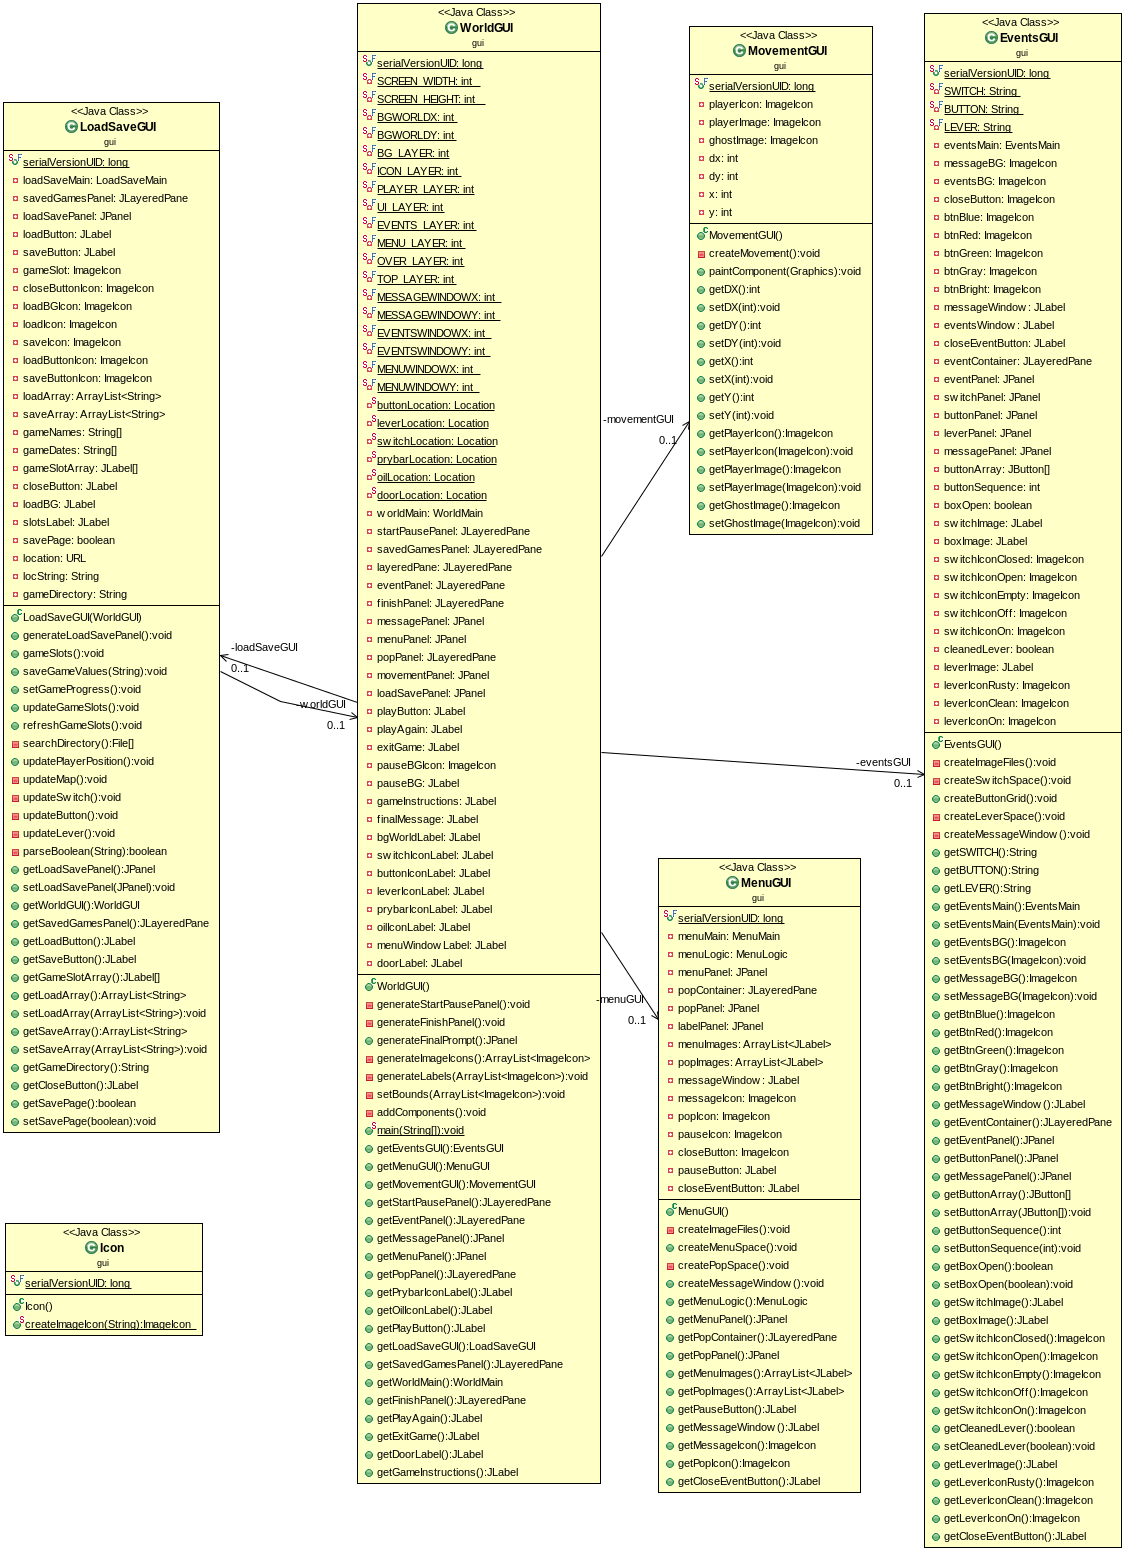 <<Java Class>>
LoadSaveGUI
gui
serialVersionUID: long
loadSaveMain: LoadSaveMain
savedGamesPanel: JLayeredPane
loadSavePanel: JPanel
loadButton: JLabel
saveButton: JLabel
gameSlot: ImageIcon
closeButtonIcon: ImageIcon
loadBGIcon: ImageIcon
loadIcon: ImageIcon
saveIcon: ImageIcon
loadButtonIcon: ImageIcon
saveButtonIcon: ImageIcon
loadArray: ArrayList<String>
saveArray: ArrayList<String>
gameNames: String[]
gameDates: String[]
gameSlotArray: JLabel[]
closeButton: JLabel
loadBG: JLabel
slotsLabel: JLabel
savePage: boolean
location: URL
locString: String
gameDirectory: String
LoadSaveGUI(WorldGUI)
generateLoadSavePanel():void
gameSlots():void
saveGameValues(String):void
setGameProgress():void
updateGameSlots():void
refreshGameSlots():void
searchDirectory():File[]
updatePlayerPosition():void
updateMap():void
updateSwitch():void
updateButton():void
updateLever():void
parseBoolean(String):boolean
getLoadSavePanel():JPanel
setLoadSavePanel(JPanel):void
getWorldGUI():WorldGUI
getSavedGamesPanel():JLayeredPane
getLoadButton():JLabel
getSaveButton():JLabel
getGameSlotArray():JLabel[]
getLoadArray():ArrayList<String>
setLoadArray(ArrayList<String>):void
getSaveArray():ArrayList<String>
setSaveArray(ArrayList<String>):void
getGameDirectory():String
getCloseButton():JLabel
getSavePage():boolean
setSavePage(boolean):void
<<Java Class>>
Icon
gui
serialVersionUID: long
Icon()
createImageIcon(String):ImageIcon
-loadSaveGUI
0..1
-worldGUI
0..1
<<Java Class>>
WorldGUI
gui
serialVersionUID: long
SCREEN_WIDTH: int
SCREEN_HEIGHT: int
BGWORLDX: int
BGWORLDY: int
BG_LAYER: int
ICON_LAYER: int
PLAYER_LAYER: int
UI_LAYER: int
EVENTS_LAYER: int
MENU_LAYER: int
OVER_LAYER: int
TOP_LAYER: int
MESSAGEWINDOWX: int
MESSAGEWINDOWY: int
EVENTSWINDOWX: int
EVENTSWINDOWY: int
MENUWINDOWX: int
MENUWINDOWY: int
buttonLocation: Location
leverLocation: Location
switchLocation: Location
prybarLocation: Location
oilLocation: Location
doorLocation: Location
worldMain: WorldMain
startPausePanel: JLayeredPane
savedGamesPanel: JLayeredPane
layeredPane: JLayeredPane
eventPanel: JLayeredPane
finishPanel: JLayeredPane
messagePanel: JPanel
menuPanel: JPanel
popPanel: JLayeredPane
movementPanel: JPanel
loadSavePanel: JPanel
playButton: JLabel
playAgain: JLabel
exitGame: JLabel
pauseBGIcon: ImageIcon
pauseBG: JLabel
gameInstructions: JLabel
finalMessage: JLabel
bgWorldLabel: JLabel
switchIconLabel: JLabel
buttonIconLabel: JLabel
leverIconLabel: JLabel
prybarIconLabel: JLabel
oilIconLabel: JLabel
menuWindowLabel: JLabel
doorLabel: JLabel
WorldGUI()
generateStartPausePanel():void
generateFinishPanel():void
generateFinalPrompt():JPanel
generateImageIcons():ArrayList<ImageIcon>
generateLabels(ArrayList<ImageIcon>):void
setBounds(ArrayList<ImageIcon>):void
addComponents():void
main(String[]):void
getEventsGUI():EventsGUI
getMenuGUI():MenuGUI
getMovementGUI():MovementGUI
getStartPausePanel():JLayeredPane
getEventPanel():JLayeredPane
getMessagePanel():JPanel
getMenuPanel():JPanel
getPopPanel():JLayeredPane
getPrybarIconLabel():JLabel
getOilIconLabel():JLabel
getPlayButton():JLabel
getLoadSaveGUI():LoadSaveGUI
getSavedGamesPanel():JLayeredPane
getWorldMain():WorldMain
getFinishPanel():JLayeredPane
getPlayAgain():JLabel
getExitGame():JLabel
getDoorLabel():JLabel
getGameInstructions():JLabel
-movementGUI
0..1
-eventsGUI
0..1
-menuGUI
0..1
<<Java Class>>
MovementGUI
gui
serialVersionUID: long
playerIcon: ImageIcon
playerImage: ImageIcon
ghostImage: ImageIcon
dx: int
dy: int
x: int
y: int
MovementGUI()
createMovement():void
paintComponent(Graphics):void
getDX():int
setDX(int):void
getDY():int
setDY(int):void
getX():int
setX(int):void
getY():int
setY(int):void
getPlayerIcon():ImageIcon
setPlayerIcon(ImageIcon):void
getPlayerImage():ImageIcon
setPlayerImage(ImageIcon):void
getGhostImage():ImageIcon
setGhostImage(ImageIcon):void
<<Java Class>>
MenuGUI
gui
serialVersionUID: long
menuMain: MenuMain
menuLogic: MenuLogic
menuPanel: JPanel
popContainer: JLayeredPane
popPanel: JPanel
labelPanel: JPanel
menuImages: ArrayList<JLabel>
popImages: ArrayList<JLabel>
messageWindow: JLabel
messageIcon: ImageIcon
popIcon: ImageIcon
pauseIcon: ImageIcon
closeButton: ImageIcon
pauseButton: JLabel
closeEventButton: JLabel
MenuGUI()
createImageFiles():void
createMenuSpace():void
createPopSpace():void
createMessageWindow():void
getMenuLogic():MenuLogic
getMenuPanel():JPanel
getPopContainer():JLayeredPane
getPopPanel():JPanel
getMenuImages():ArrayList<JLabel>
getPopImages():ArrayList<JLabel>
getPauseButton():JLabel
getMessageWindow():JLabel
getMessageIcon():ImageIcon
getPopIcon():ImageIcon
getCloseEventButton():JLabel
<<Java Class>>
EventsGUI
gui
serialVersionUID: long
SWITCH: String
BUTTON: String
LEVER: String
eventsMain: EventsMain
messageBG: ImageIcon
eventsBG: ImageIcon
closeButton: ImageIcon
btnBlue: ImageIcon
btnRed: ImageIcon
btnGreen: ImageIcon
btnGray: ImageIcon
btnBright: ImageIcon
messageWindow: JLabel
eventsWindow: JLabel
closeEventButton: JLabel
eventContainer: JLayeredPane
eventPanel: JPanel
switchPanel: JPanel
buttonPanel: JPanel
leverPanel: JPanel
messagePanel: JPanel
buttonArray: JButton[]
buttonSequence: int
boxOpen: boolean
switchImage: JLabel
boxImage: JLabel
switchIconClosed: ImageIcon
switchIconOpen: ImageIcon
switchIconEmpty: ImageIcon
switchIconOff: ImageIcon
switchIconOn: ImageIcon
cleanedLever: boolean
leverImage: JLabel
leverIconRusty: ImageIcon
leverIconClean: ImageIcon
leverIconOn: ImageIcon
EventsGUI()
createImageFiles():void
createSwitchSpace():void
createButtonGrid():void
createLeverSpace():void
createMessageWindow():void
getSWITCH():String
getBUTTON():String
getLEVER():String
getEventsMain():EventsMain
setEventsMain(EventsMain):void
getEventsBG():ImageIcon
setEventsBG(ImageIcon):void
getMessageBG():ImageIcon
setMessageBG(ImageIcon):void
getBtnBlue():ImageIcon
getBtnRed():ImageIcon
getBtnGreen():ImageIcon
getBtnGray():ImageIcon
getBtnBright():ImageIcon
getMessageWindow():JLabel
getEventContainer():JLayeredPane
getEventPanel():JPanel
getButtonPanel():JPanel
getMessagePanel():JPanel
getButtonArray():JButton[]
setButtonArray(JButton[]):void
getButtonSequence():int
setButtonSequence(int):void
getBoxOpen():boolean
setBoxOpen(boolean):void
getSwitchImage():JLabel
getBoxImage():JLabel
getSwitchIconClosed():ImageIcon
getSwitchIconOpen():ImageIcon
getSwitchIconEmpty():ImageIcon
getSwitchIconOff():ImageIcon
getSwitchIconOn():ImageIcon
getCleanedLever():boolean
setCleanedLever(boolean):void
getLeverImage():JLabel
getLeverIconRusty():ImageIcon
getLeverIconClean():ImageIcon
getLeverIconOn():ImageIcon
getCloseEventButton():JLabel